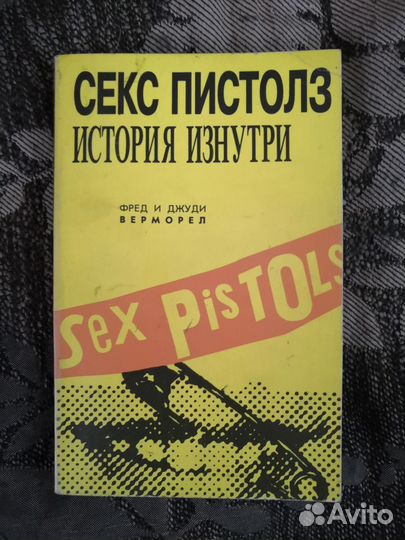 СЕКС ПИСТОЛЗ
ИСТОРИЯ ИЗНУТРИ
ФРЕД И ДЖУДИ
ВЕРМОРЕЛ
Sex PisTOLs
Avito